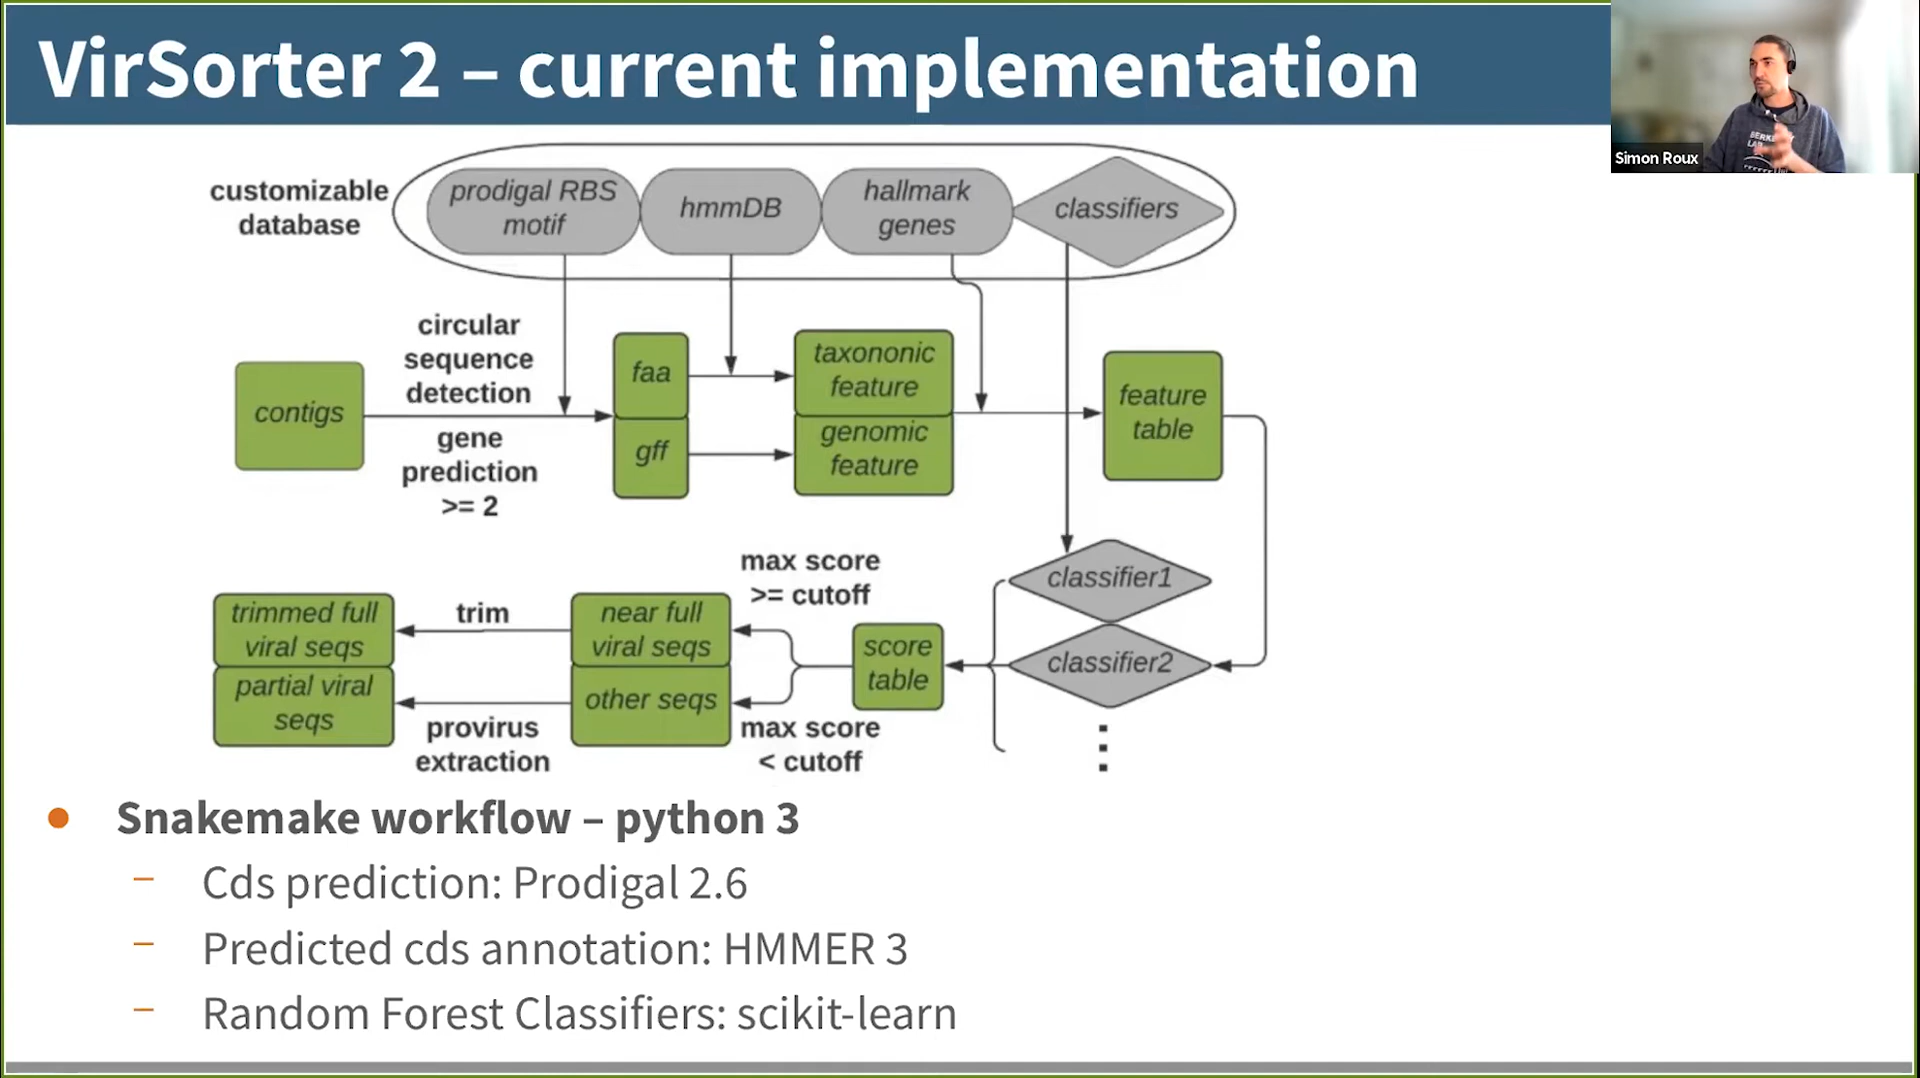 VirSorter 2 – current implementation
BERKE
LAB
Simon Roux
customizable
database
prodigal RBS
motif
hmmDB
hallmark
genes
classifiers
circular
sequence
detection
gene
prediction
>= 2
contigs
faa
gff
taxononic
feature
genomic
feature
feature
table
classifier1
classifier2
score
table
max score
>= cutoff
max score
< cutoff
near full
viral seqs
other seqs
trim
provirus
extraction
trimmed full
viral seqs
partial viral
seqs
Snakemake workflow – python 3
– Cds prediction: Prodigal 2.6
– Predicted cds annotation: HMMER 3
– Random Forest Classifiers: scikit-learn